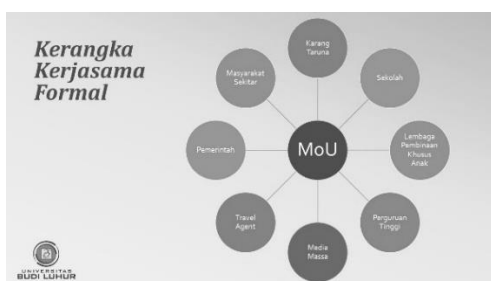 Kerangka
Kerjasama
Formal
Karang
Taruna
Sekolah
Lembaga
Pembinaan
Khusus
Anak
Perguruan
Tinggi
Media
Massa
Travel
Agent
Pemerintah
Masyarakat
Sekitar
MoU
UNIVERSITAS
BUDI LUHUR